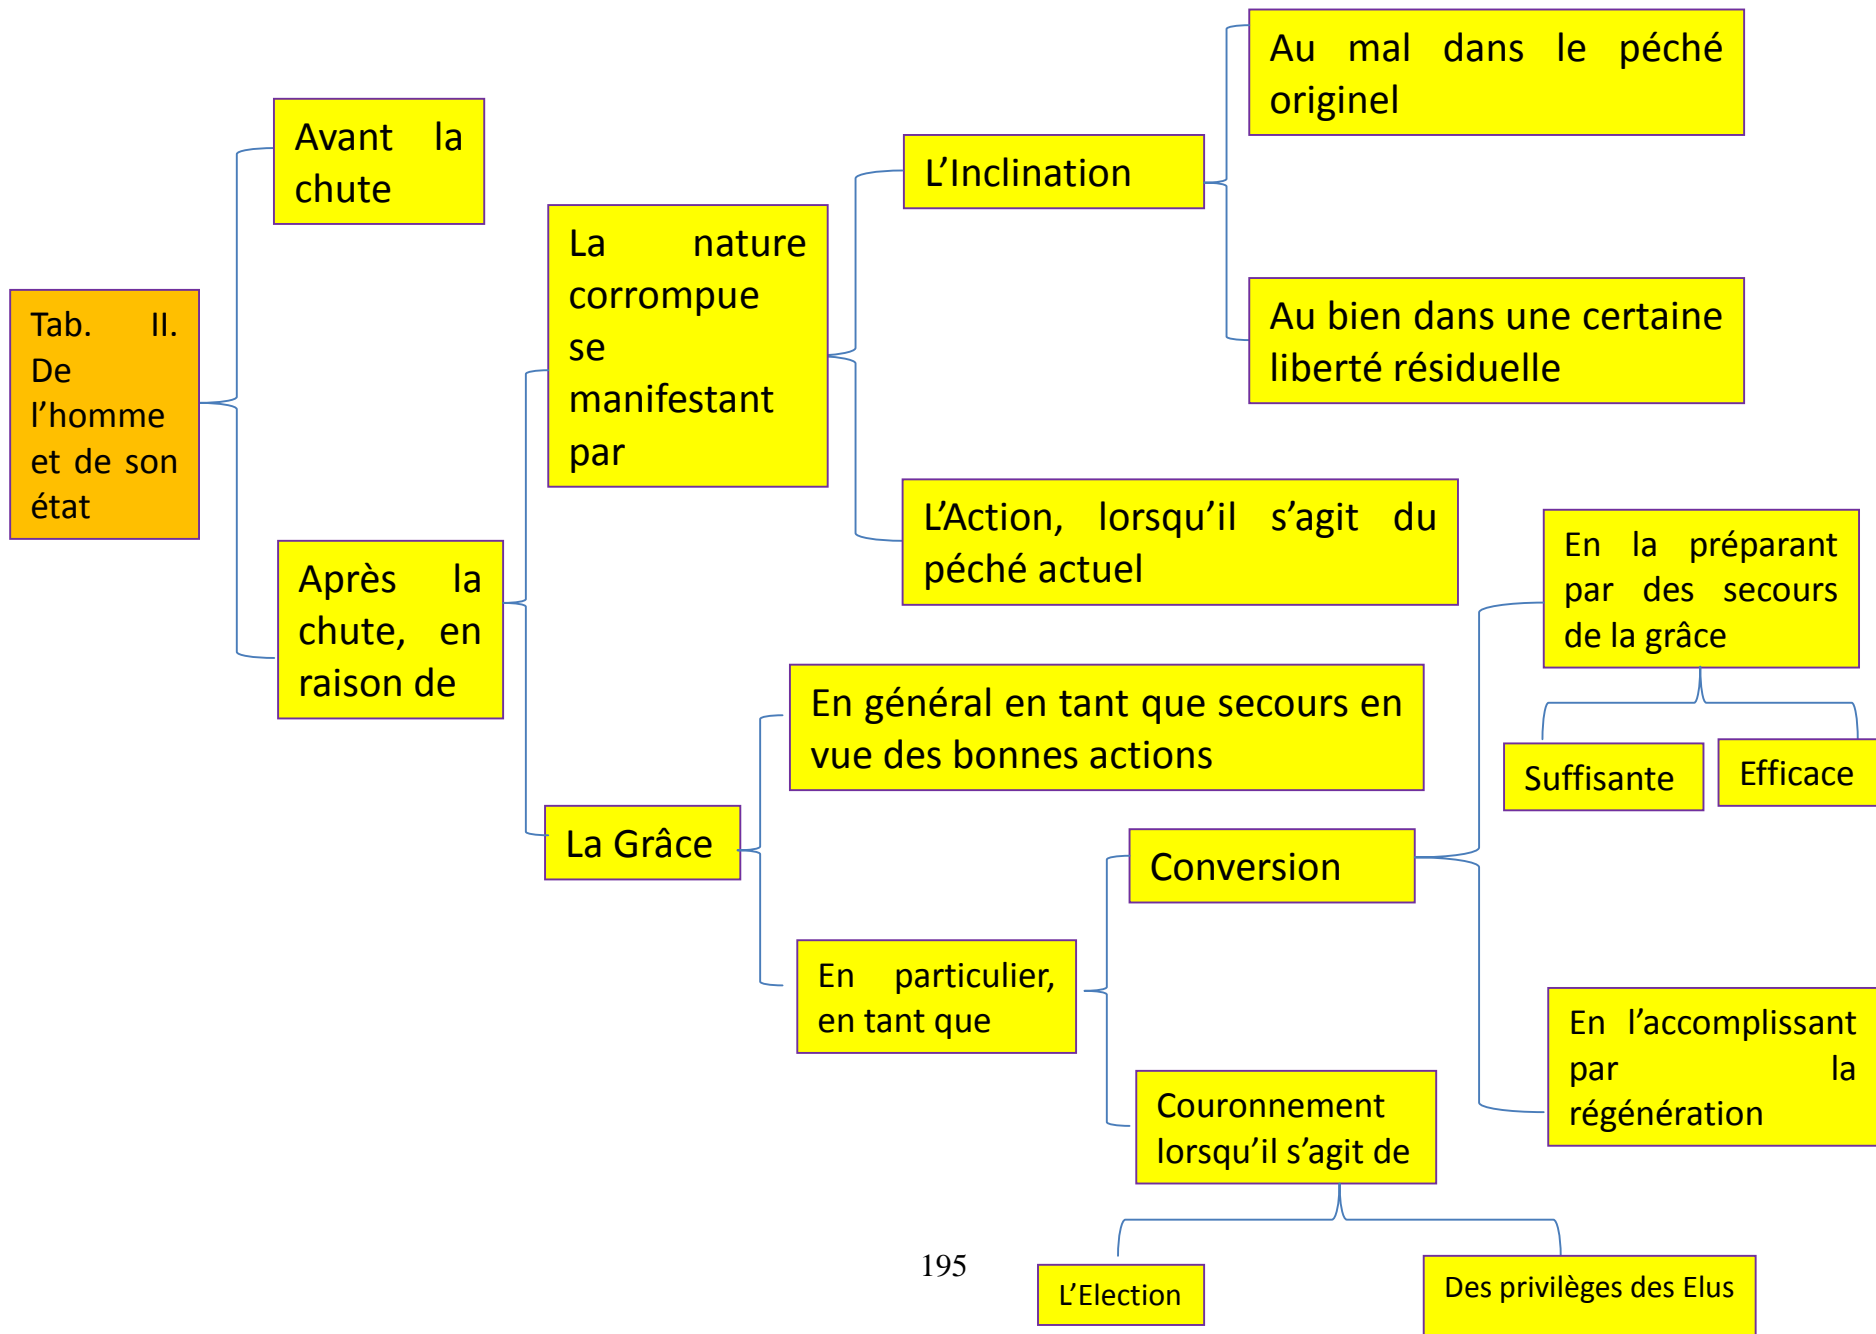 Tab. II.
De
l’homme
et de son
état
Avant la
chute
Après la
chute, en
raison de
La nature
corrompue
se
manifestant
par
L’Inclination
Au mal dans le péché
originel
Au bien dans une certaine
liberté résiduelle
L’Action, lorsqu’il s’agit du
péché actuel
La Grâce
En général en tant que secours en
vue des bonnes actions
En particulier,
en tant que
Conversion
En la préparant
par des secours
de la grâce
Suffisante
Efficace
En l’accomplissant
par la
régénération
Couronnement
lorsqu’il s’agit de
L’Election
Des privilèges des Elus
195